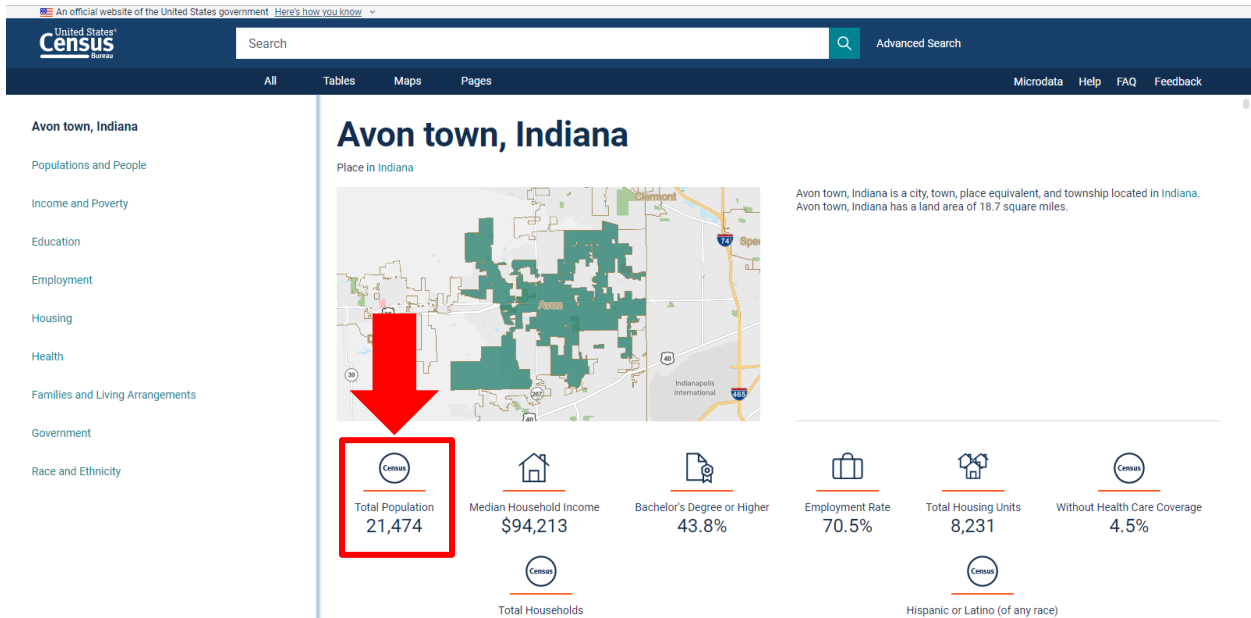 An official website of the United States government Here's how you know
United States®
Census
Bureau
Search
Advanced Search
All Tables Maps Pages
Microdata Help FAQ Feedback
Avon town, Indiana
Populations and People
Income and Poverty
Education
Employment
Housing
Health
Families and Living Arrangements
Government
Race and Ethnicity
Avon town, Indiana
Place in Indiana
Clermont
74
Avon
40
39
Indianapolis
International
267
465
40
Avon town, Indiana is a city, town, place equivalent, and township located in Indiana.
Avon town, Indiana has a land area of 18.7 square miles.
Census
Total Population
21,474
Median Household Income
$94,213
Bachelor's Degree or Higher
43.8%
Employment Rate
70.5%
Total Housing Units
8,231
Census
Without Health Care Coverage
4.5%
Census
Total Households
Census
Hispanic or Latino (of any race)